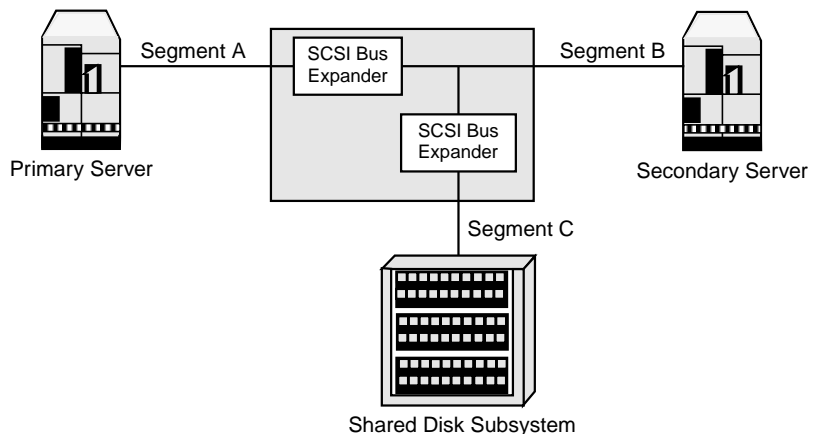 Segment A
SCSI Bus
Expander
Segment B
SCSI Bus
Expander
Primary Server
Secondary Server
Segment C
Shared Disk Subsystem